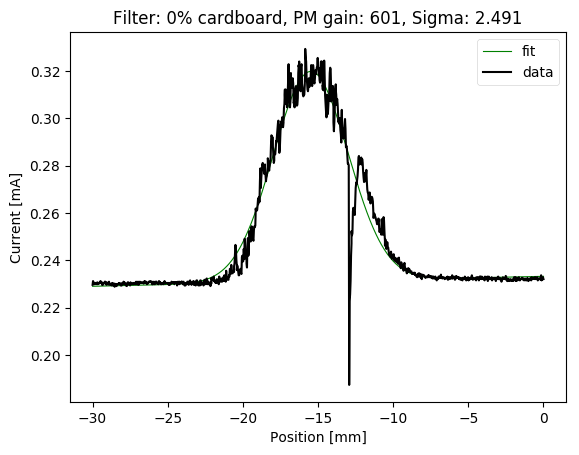 Filter: 0% cardboard, PM gain: 601, Sigma: 2.491
fit
data
Current [mA]
0.32
0.30
0.28
0.26
0.24
0.22
0.20
−30
−25
−20
−15
−10
−5
0
Position [mm]